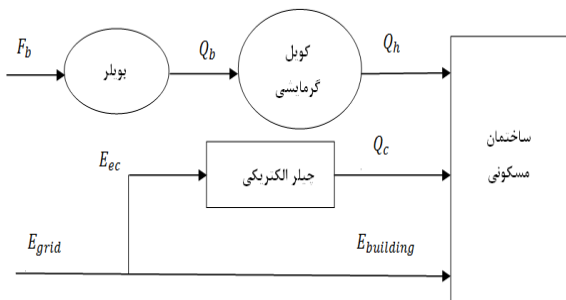 F_b
بویلر
Q_b
کویل
گرمایشی
Q_h
ساختمان
مسکونی
E_ec
چیلر الکتریکی
Q_c
E_grid
E_building